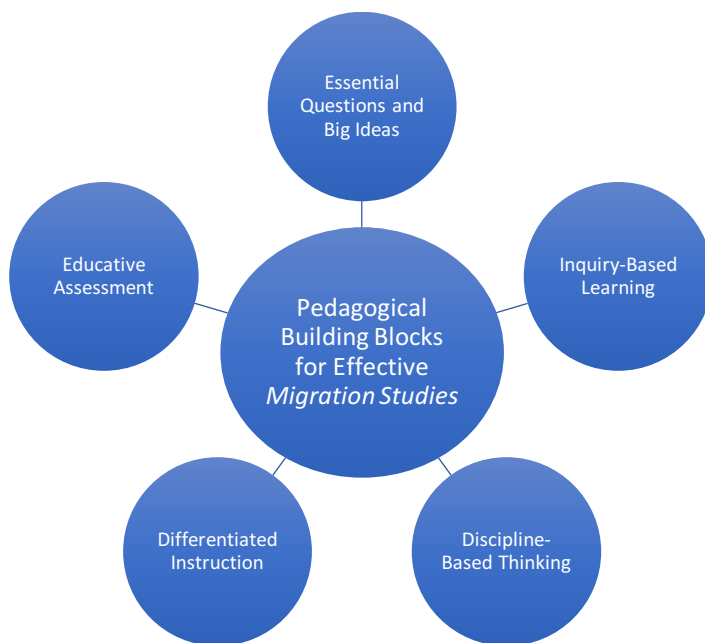 Essential
Questions and
Big Ideas
Educative
Assessment
Inquiry-Based
Learning
Pedagogical
Building Blocks
for Effective
Migration Studies
Differentiated
Instruction
Discipline-
Based Thinking